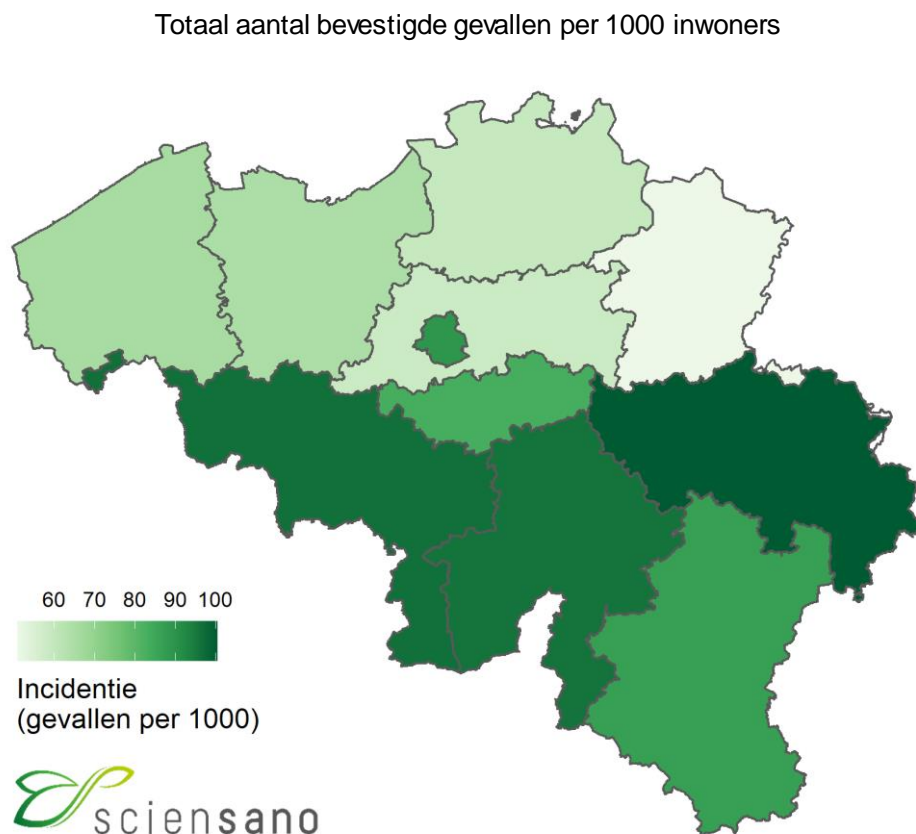 Totaal aantal bevestigde gevallen per 1000 inwoners
60 70 80 90 100
Incidentie
(gevallen per 1000)
sciensano